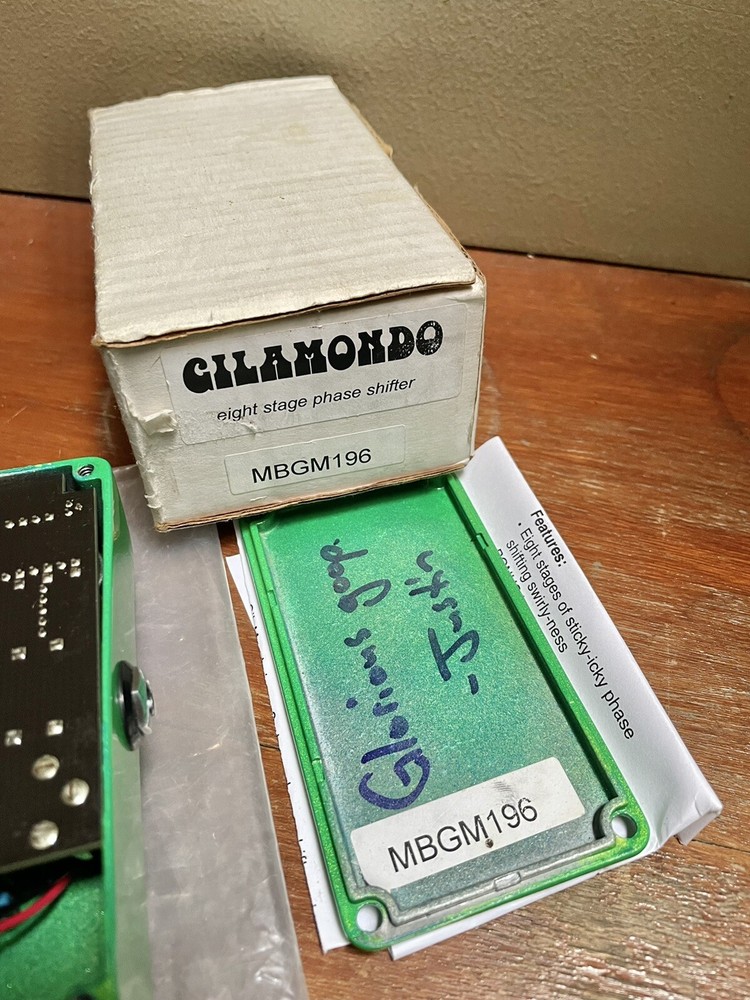 GILAMONDO
eight stage phase shifter
MBGM196
Features:
• Eight stages of sticky-icky phase
shifting swirly-ness
Glorious goop.
-Justin
MBGM196